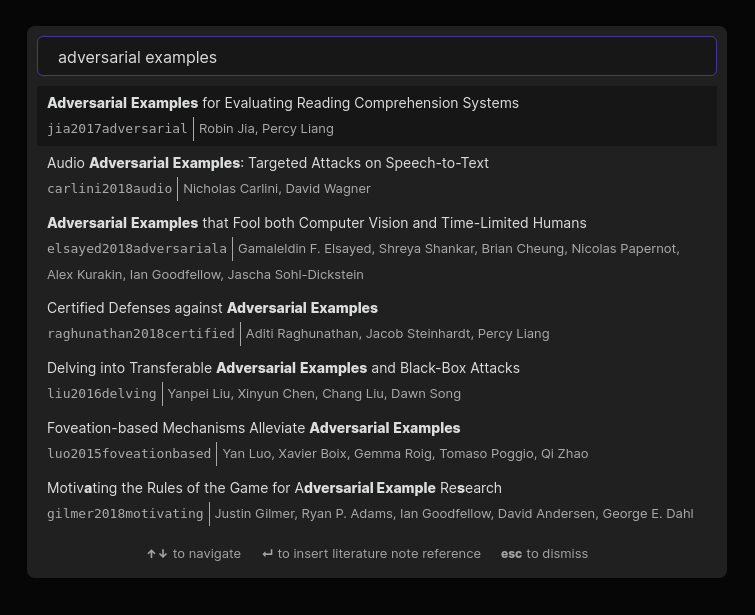 adversarial examples
Adversarial Examples for Evaluating Reading Comprehension Systems
jia2017adversarial | Robin Jia, Percy Liang
Audio Adversarial Examples: Targeted Attacks on Speech-to-Text
carlini2018audio | Nicholas Carlini, David Wagner
Adversarial Examples that Fool both Computer Vision and Time-Limited Humans
elsayed2018adversariala | Gamaleldin F. Elsayed, Shreya Shankar, Brian Cheung, Nicolas Papernot,
Alex Kurakin, Ian Goodfellow, Jascha Sohl-Dickstein
Certified Defenses against Adversarial Examples
raghunathan2018certified | Aditi Raghunathan, Jacob Steinhardt, Percy Liang
Delving into Transferable Adversarial Examples and Black-Box Attacks
liu2016delving | Yanpei Liu, Xinyun Chen, Chang Liu, Dawn Song
Foveation-based Mechanisms Alleviate Adversarial Examples
luo2015foveationbased | Yan Luo, Xavier Boix, Gemma Roig, Tomaso Poggio, Qi Zhao
Motivating the Rules of the Game for Adversarial Example Research
gilmer2018motivating | Justin Gilmer, Ryan P. Adams, Ian Goodfellow, David Andersen, George E. Dahl
↑↓ to navigate ↵ to insert literature note reference esc to dismiss